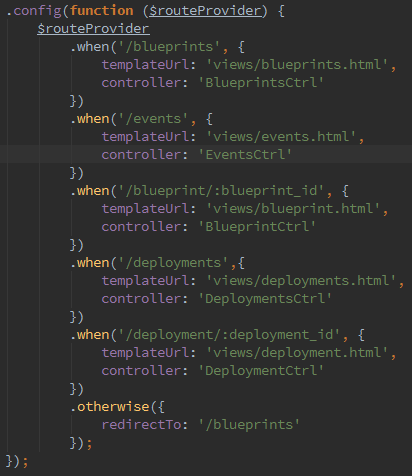 .config(function ($routeProvider) {
    $routeProvider
        .when('/blueprints', {
            templateUrl: 'views/blueprints.html',
            controller: 'BlueprintsCtrl'
        })
        .when('/events', {
            templateUrl: 'views/events.html',
            controller: 'EventsCtrl'
        })
        .when('/blueprint/:blueprint_id', {
            templateUrl: 'views/blueprint.html',
            controller: 'BlueprintCtrl'
        })
        .when('/deployments',{
            templateUrl: 'views/deployments.html',
            controller: 'DeploymentsCtrl'
        })
        .when('/deployment/:deployment_id', {
            templateUrl: 'views/deployment.html',
            controller: 'DeploymentCtrl'
        })
        .otherwise({
            redirectTo: '/blueprints'
        });
});